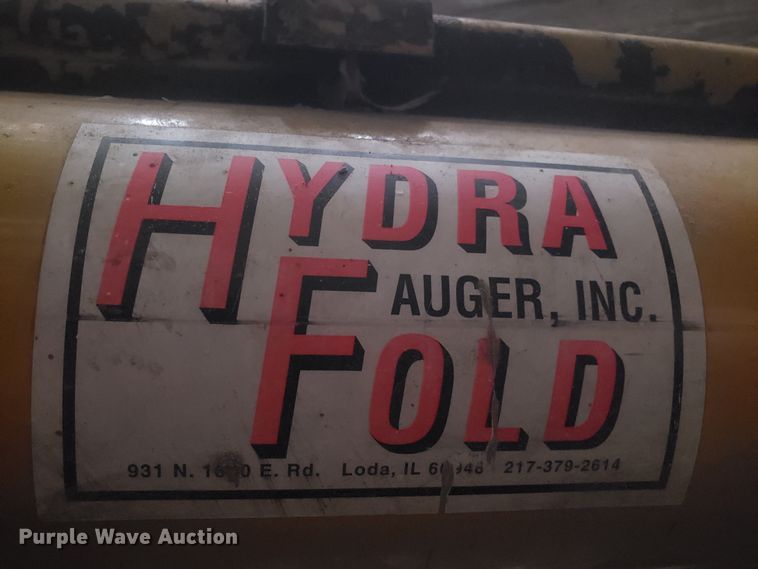 HYDRA
FOLD
AUGER, INC.
931 N. E. Rd. Loda, IL 217-379-2614
Purple Wave Auction